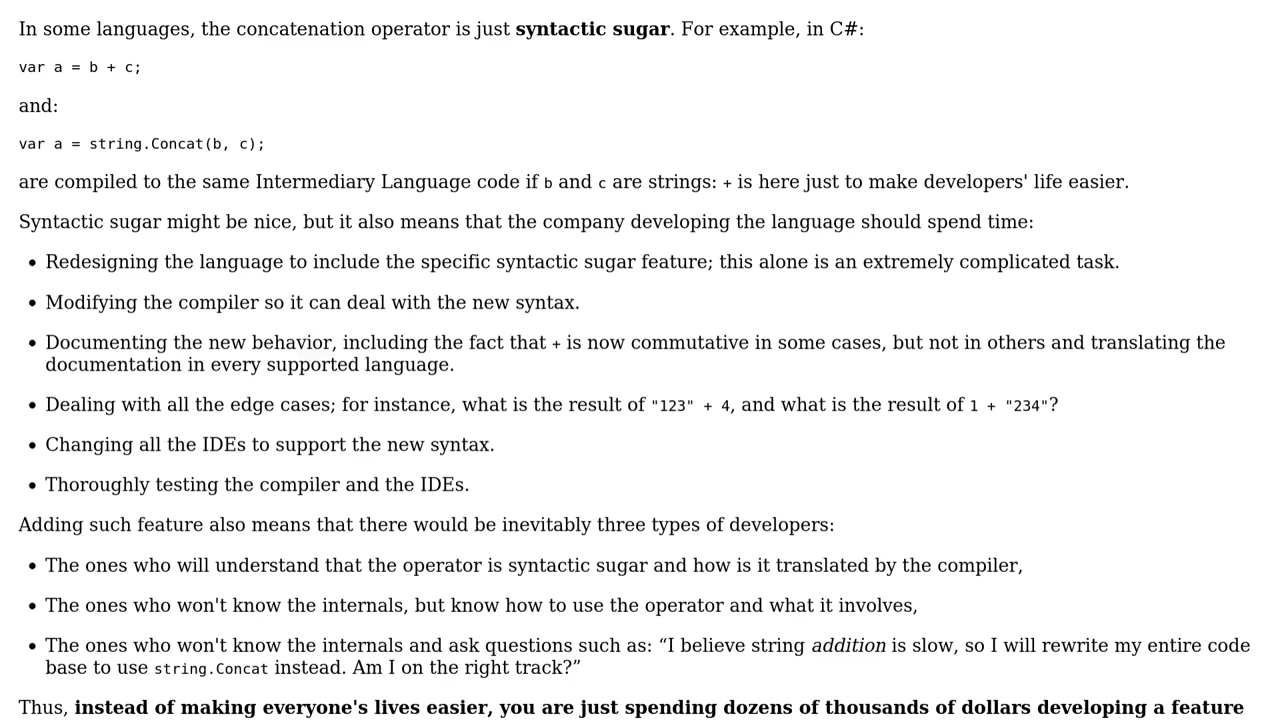 In some languages, the concatenation operator is just syntactic sugar. For example, in C#:
var a = b + c;
and:
var a = string.Concat(b, c);
are compiled to the same Intermediary Language code if b and c are strings: + is here just to make developers' life easier.
Syntactic sugar might be nice, but it also means that the company developing the language should spend time:
• Redesigning the language to include the specific syntactic sugar feature; this alone is an extremely complicated task.
• Modifying the compiler so it can deal with the new syntax.
• Documenting the new behavior, including the fact that + is now commutative in some cases, but not in others and translating the
documentation in every supported language.
• Dealing with all the edge cases; for instance, what is the result of "123" + 4, and what is the result of 1 + "234"?
• Changing all the IDEs to support the new syntax.
• Thoroughly testing the compiler and the IDEs.
Adding such feature also means that there would be inevitably three types of developers:
• The ones who will understand that the operator is syntactic sugar and how is it translated by the compiler,
• The ones who won't know the internals, but know how to use the operator and what it involves,
• The ones who won't know the internals and ask questions such as: “I believe string addition is slow, so I will rewrite my entire code
base to use string.Concat instead. Am I on the right track?”
Thus, instead of making everyone's lives easier, you are just spending dozens of thousands of dollars developing a feature